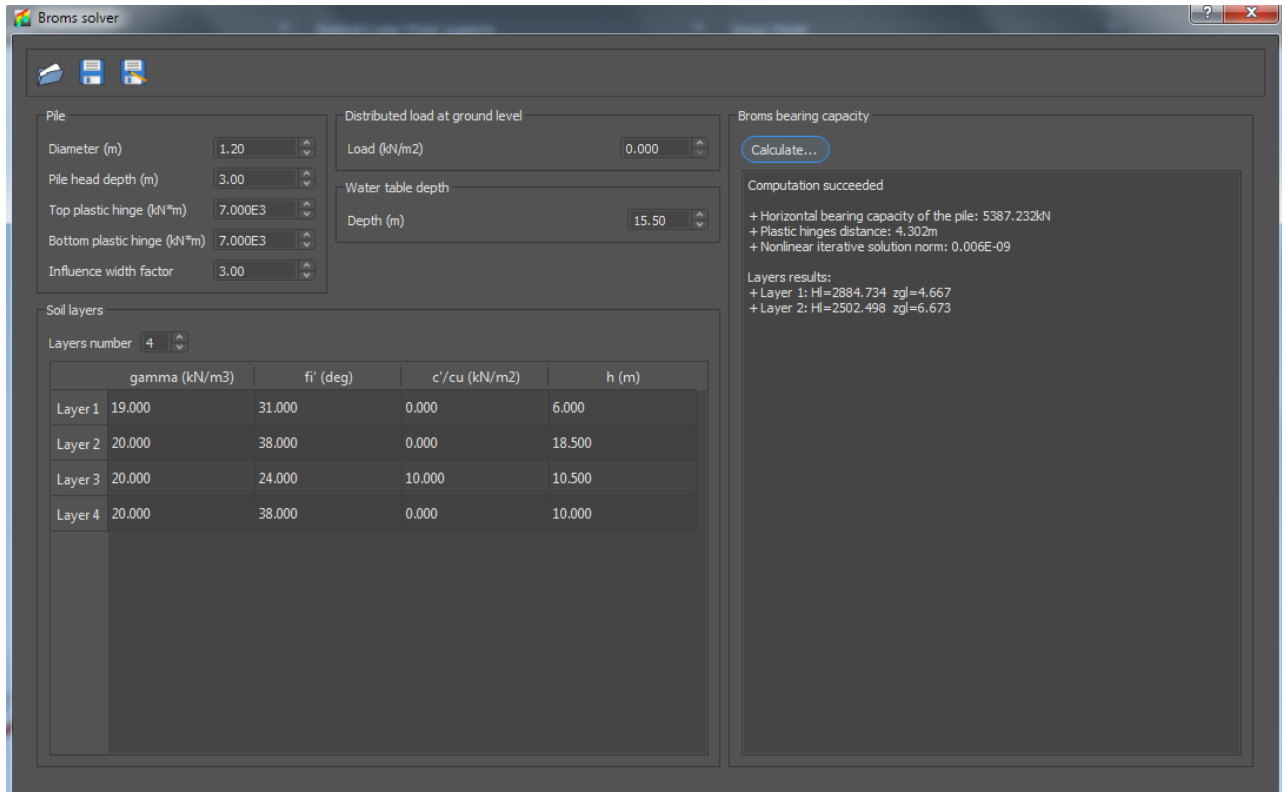 Broms solver
Pile
Diameter (m) 1.20
Pile head depth (m) 3.00
Top plastic hinge (kN*m) 7.000E3
Bottom plastic hinge (kN*m) 7.000E3
Influence width factor 3.00
Distributed load at ground level
Load (kN/m2) 0.000
Water table depth
Depth (m) 15.50
Soil layers
Layers number 4
gamma (kN/m3) fi' (deg) c'/cu (kN/m2) h (m)
Layer 1 19.000 31.000 0.000 6.000
Layer 2 20.000 38.000 0.000 18.500
Layer 3 20.000 24.000 10.000 10.500
Layer 4 20.000 38.000 0.000 10.000
Broms bearing capacity
Calculate...
Computation succeeded
+ Horizontal bearing capacity of the pile: 5387.232kN
+ Plastic hinges distance: 4.302m
+ Nonlinear iterative solution norm: 0.006E-09
Layers results:
+ Layer 1: Hl=2884.734 zgl=4.667
+ Layer 2: Hl=2502.498 zgl=6.673